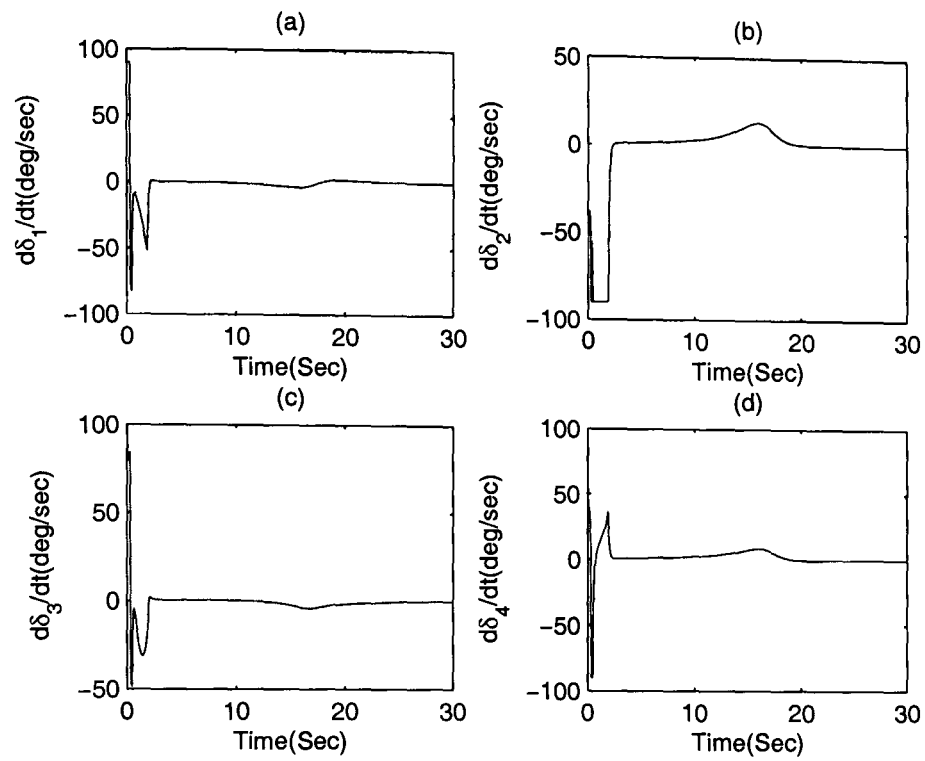 (a)
100
50
0
−50
−100
dδ1/dt(deg/sec)
0 10 20 30
Time(Sec)
(b)
50
0
−50
−100
dδ2/dt(deg/sec)
0 10 20 30
Time(Sec)
(c)
100
50
0
−50
dδ3/dt(deg/sec)
0 10 20 30
Time(Sec)
(d)
100
50
0
−50
−100
dδ4/dt(deg/sec)
0 10 20 30
Time(Sec)